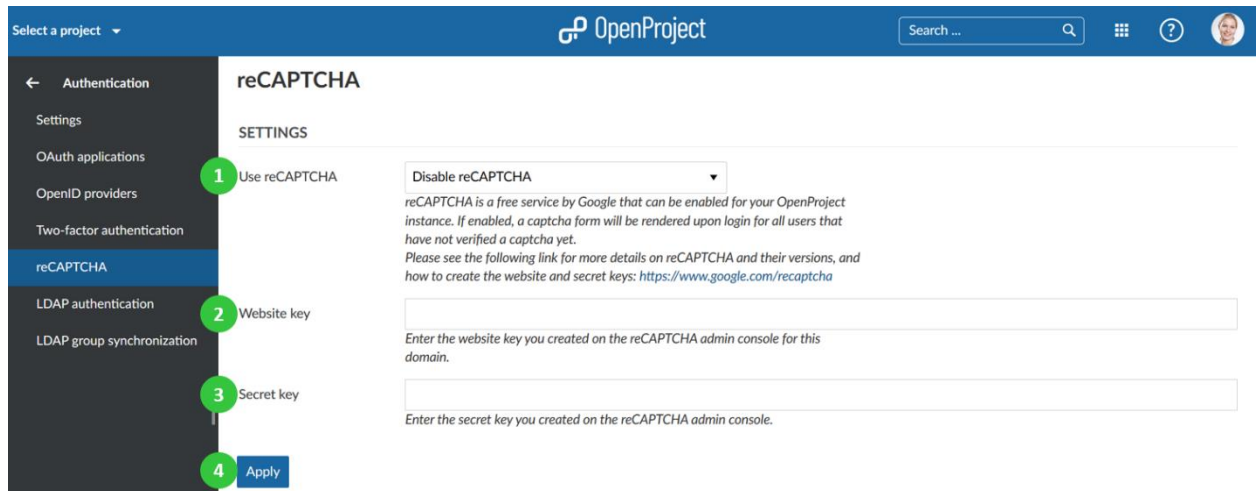 Select a project
OpenProject
Search ...
?
Authentication
Settings
OAuth applications
OpenID providers
Two-factor authentication
reCAPTCHA
LDAP authentication
LDAP group synchronization
reCAPTCHA
SETTINGS
1 Use reCAPTCHA
Disable reCAPTCHA
reCAPTCHA is a free service by Google that can be enabled for your OpenProject
instance. If enabled, a captcha form will be rendered upon login for all users that
have not verified a captcha yet.
Please see the following link for more details on reCAPTCHA and their versions, and
how to create the website and secret keys: https://www.google.com/recaptcha
2 Website key
Enter the website key you created on the reCAPTCHA admin console for this
domain.
3 Secret key
Enter the secret key you created on the reCAPTCHA admin console.
4 Apply